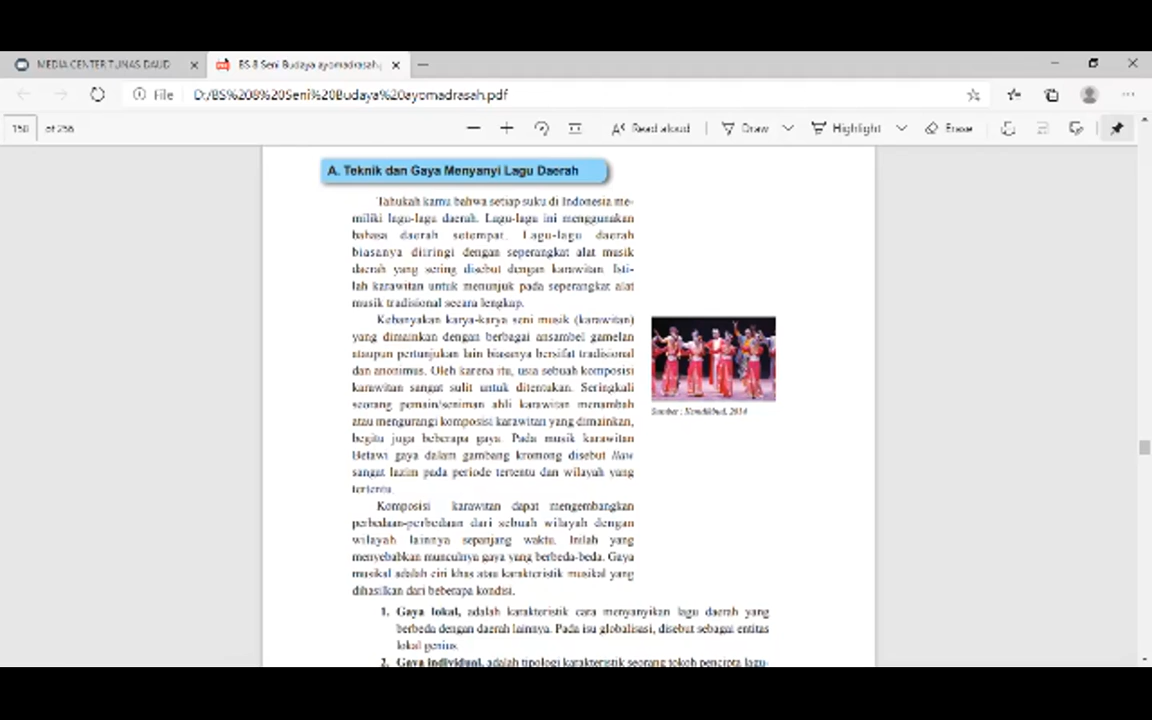 MEDIA CENTER TUNAS DAUD
BS 8 Seni Budaya ayomadrasah.p
File D:/BS%208%20Seni%20Budaya%20ayomadrasah.pdf
150 of 256 Read aloud Draw Highlight Erase
A. Teknik dan Gaya Menyanyi Lagu Daerah
Tahukah kamu bahwa setiap suku di Indonesia me-
miliki lagu-lagu daerah. Lagu-lagu ini menggunakan
bahasa daerah setempat. Lagu-lagu daerah
biasanya diiringi dengan seperangkat alat musik
daerah yang sering disebut dengan karawitan. Isti-
lah karawitan untuk menunjuk pada seperangkat alat
musik tradisional secara lengkap.
Kebanyakan karya-karya seni musik (karawitan)
yang dimainkan dengan berbagai ansambel gamelan
ataupun pertunjukan lain biasanya bersifat tradisional
dan anonimus. Oleh karena itu, usia sebuah komposisi
karawitan sangat sulit untuk ditentukan. Seringkali
seorang pemain/seniman ahli karawitan menambah
atau mengurangi komposisi karawitan yang dimainkan,
begitu juga beberapa gaya. Pada musik karawitan
Betawi gaya dalam gambang kromong disebut
sangat lazim pada periode tertentu dan wilayah yang
tertentu.
Komposisi karawitan dapat mengembangkan
perbedaan-perbedaan dari sebuah wilayah dengan
wilayah lainnya sepanjang waktu. Inilah yang
menyebabkan munculnya gaya yang berbeda-beda. Gaya
musikal adalah ciri khas atau karakteristik musikal yang
dihasilkan dari beberapa kondisi.
Sumber : Kemdikbud, 2014
1. Gaya lokal, adalah karakteristik cara menyanyikan lagu daerah yang
berbeda dengan daerah lainnya. Pada isu globalisasi, disebut sebagai entitas
lokal genius.
2. Gaya individual, adalah tipologi karakteristik seorang tokoh pencipta lagu-